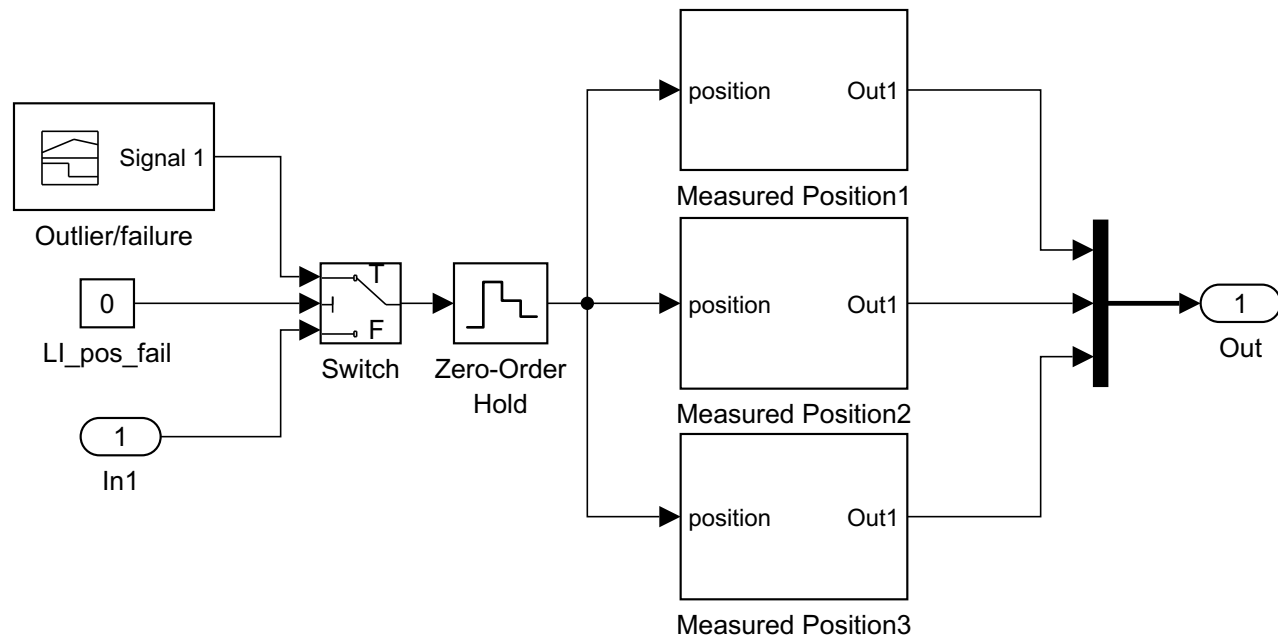 position
Out1
Measured Position1
Signal 1
Outlier/failure
0
LI_pos_fail
T
F
Switch
Zero-Order
Hold
position
Out1
Measured Position2
1
Out
1
In1
position
Out1
Measured Position3